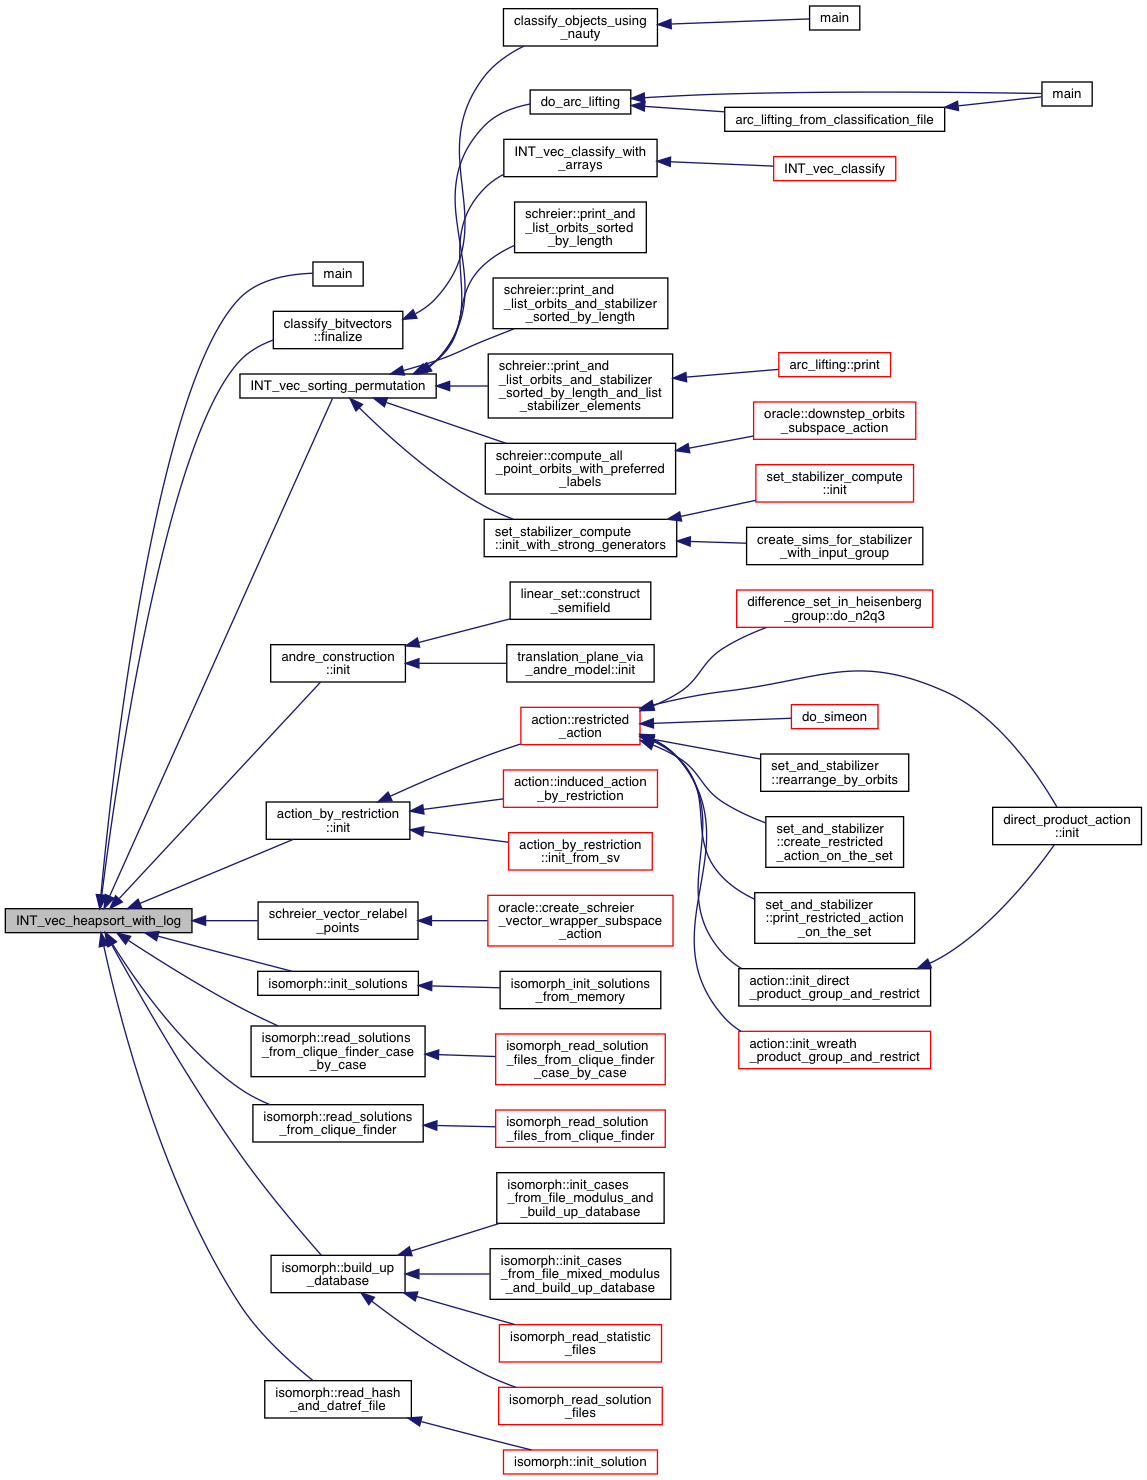 classify_objects_using
_nauty
main
do_arc_lifting
main
arc_lifting_from_classification_file
INT_vec_classify_with
_arrays
INT_vec_classify
schreier::print_and
_list_orbits_sorted
_by_length
main
schreier::print_and
_list_orbits_and_stabilizer
_sorted_by_length
classify_bitvectors
::finalize
INT_vec_sorting_permutation
schreier::print_and
_list_orbits_and_stabilizer
_sorted_by_length_and_list
_stabilizer_elements
arc_lifting::print
oracle::downstep_orbits
_subspace_action
schreier::compute_all
_point_orbits_with_preferred
_labels
set_stabilizer_compute
::init
set_stabilizer_compute
::init_with_strong_generators
create_sims_for_stabilizer
_with_input_group
linear_set::construct
_semifield
difference_set_in_heisenberg
_group::do_n2q3
andre_construction
::init
translation_plane_via
_andre_model::init
action::restricted
_action
do_simeon
set_and_stabilizer
::rearrange_by_orbits
action::induced_action
_by_restriction
action_by_restriction
::init
direct_product_action
::init
set_and_stabilizer
::create_restricted
_action_on_the_set
action_by_restriction
::init_from_sv
INT_vec_heapsort_with_log
schreier_vector_relabel
_points
oracle::create_schreier
_vector_wrapper_subspace
_action
set_and_stabilizer
::print_restricted_action
_on_the_set
isomorph::init_solutions
isomorph_init_solutions
_from_memory
action::init_direct
_product_group_and_restrict
isomorph::read_solutions
_from_clique_finder_case
_by_case
isomorph_read_solution
_files_from_clique_finder
_case_by_case
action::init_wreath
_product_group_and_restrict
isomorph::read_solutions
_from_clique_finder
isomorph_read_solution
_files_from_clique_finder
isomorph::init_cases
_from_file_modulus_and
_build_up_database
isomorph::build_up
_database
isomorph::init_cases
_from_file_mixed_modulus
_and_build_up_database
isomorph_read_statistic
_files
isomorph::read_hash
_and_datref_file
isomorph_read_solution
_files
isomorph::init_solution